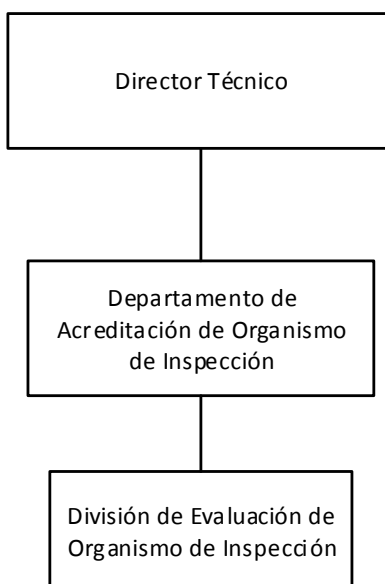 Director Técnico
Departamento de
Acreditación de Organismo
de Inspección
División de Evaluación de
Organismo de Inspección